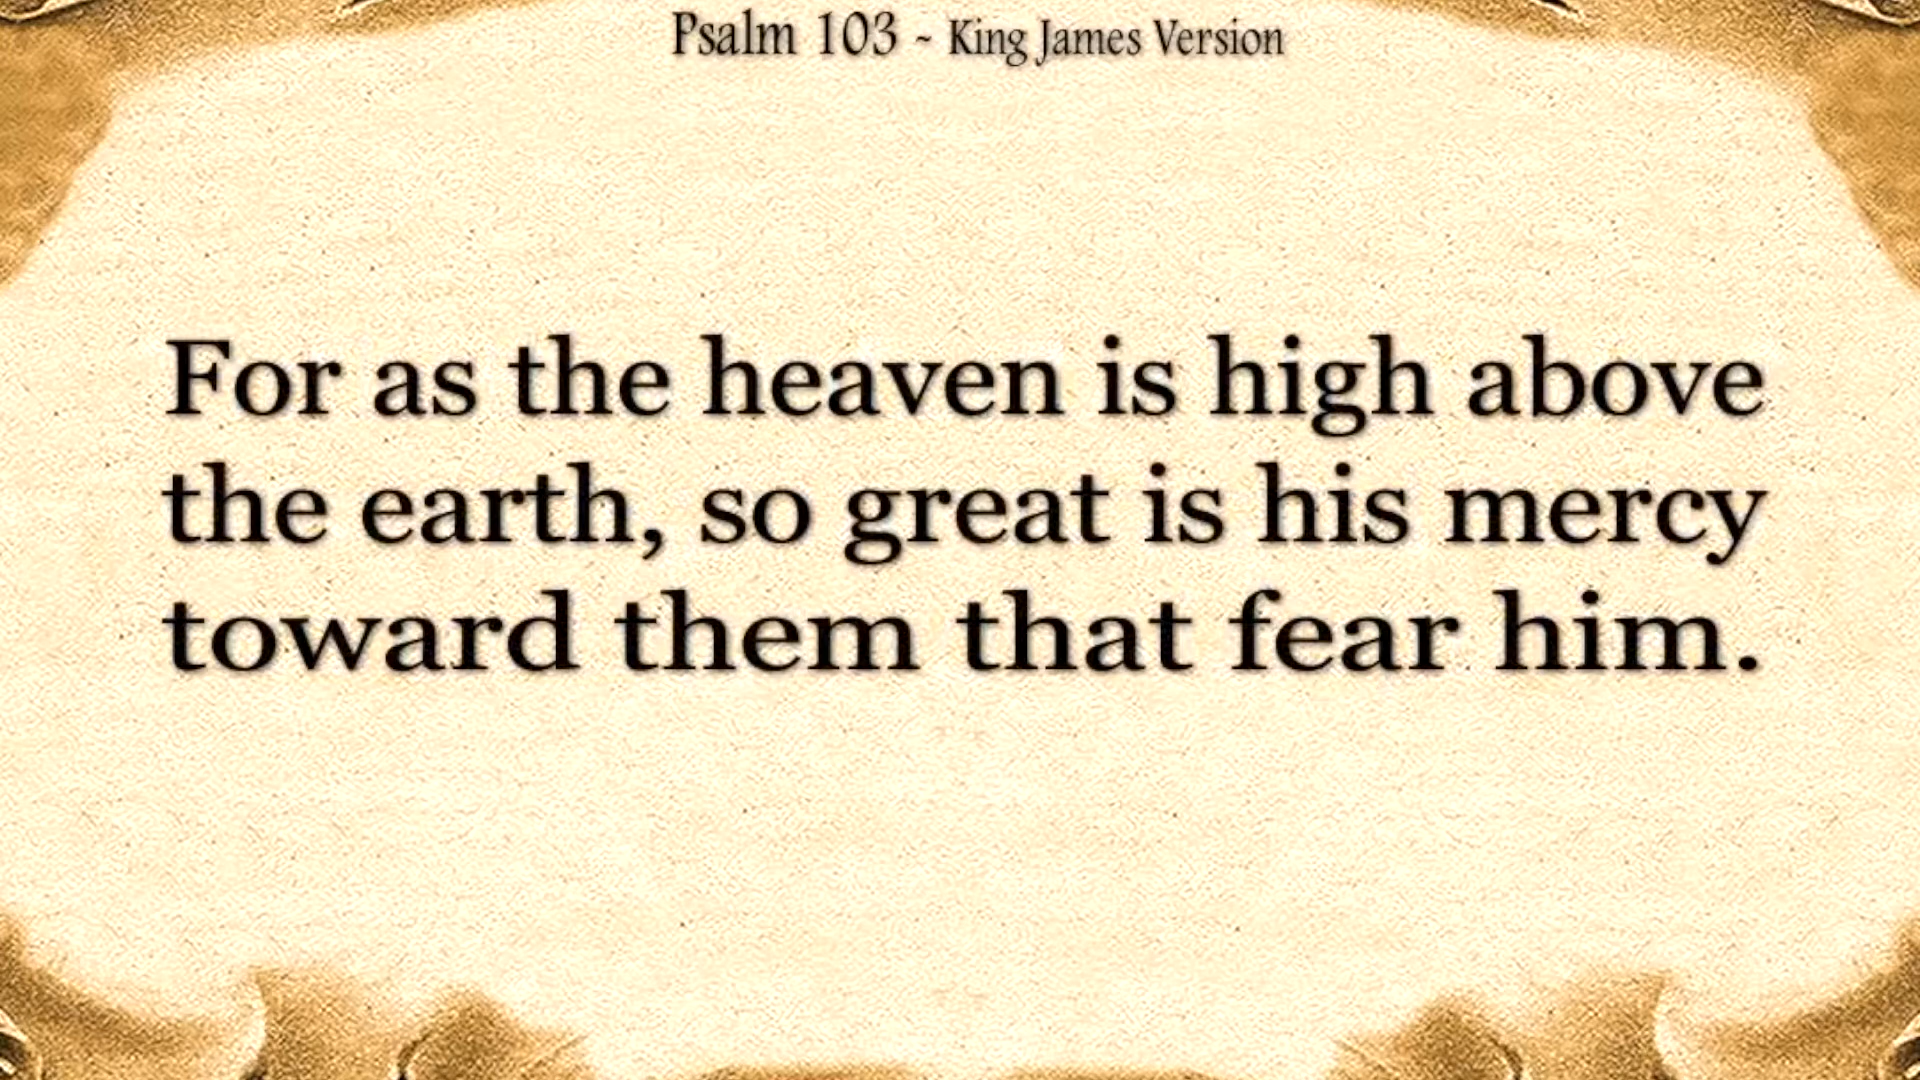 Psalm 103 ~ King James Version
For as the heaven is high above
the earth, so great is his mercy
toward them that fear him.